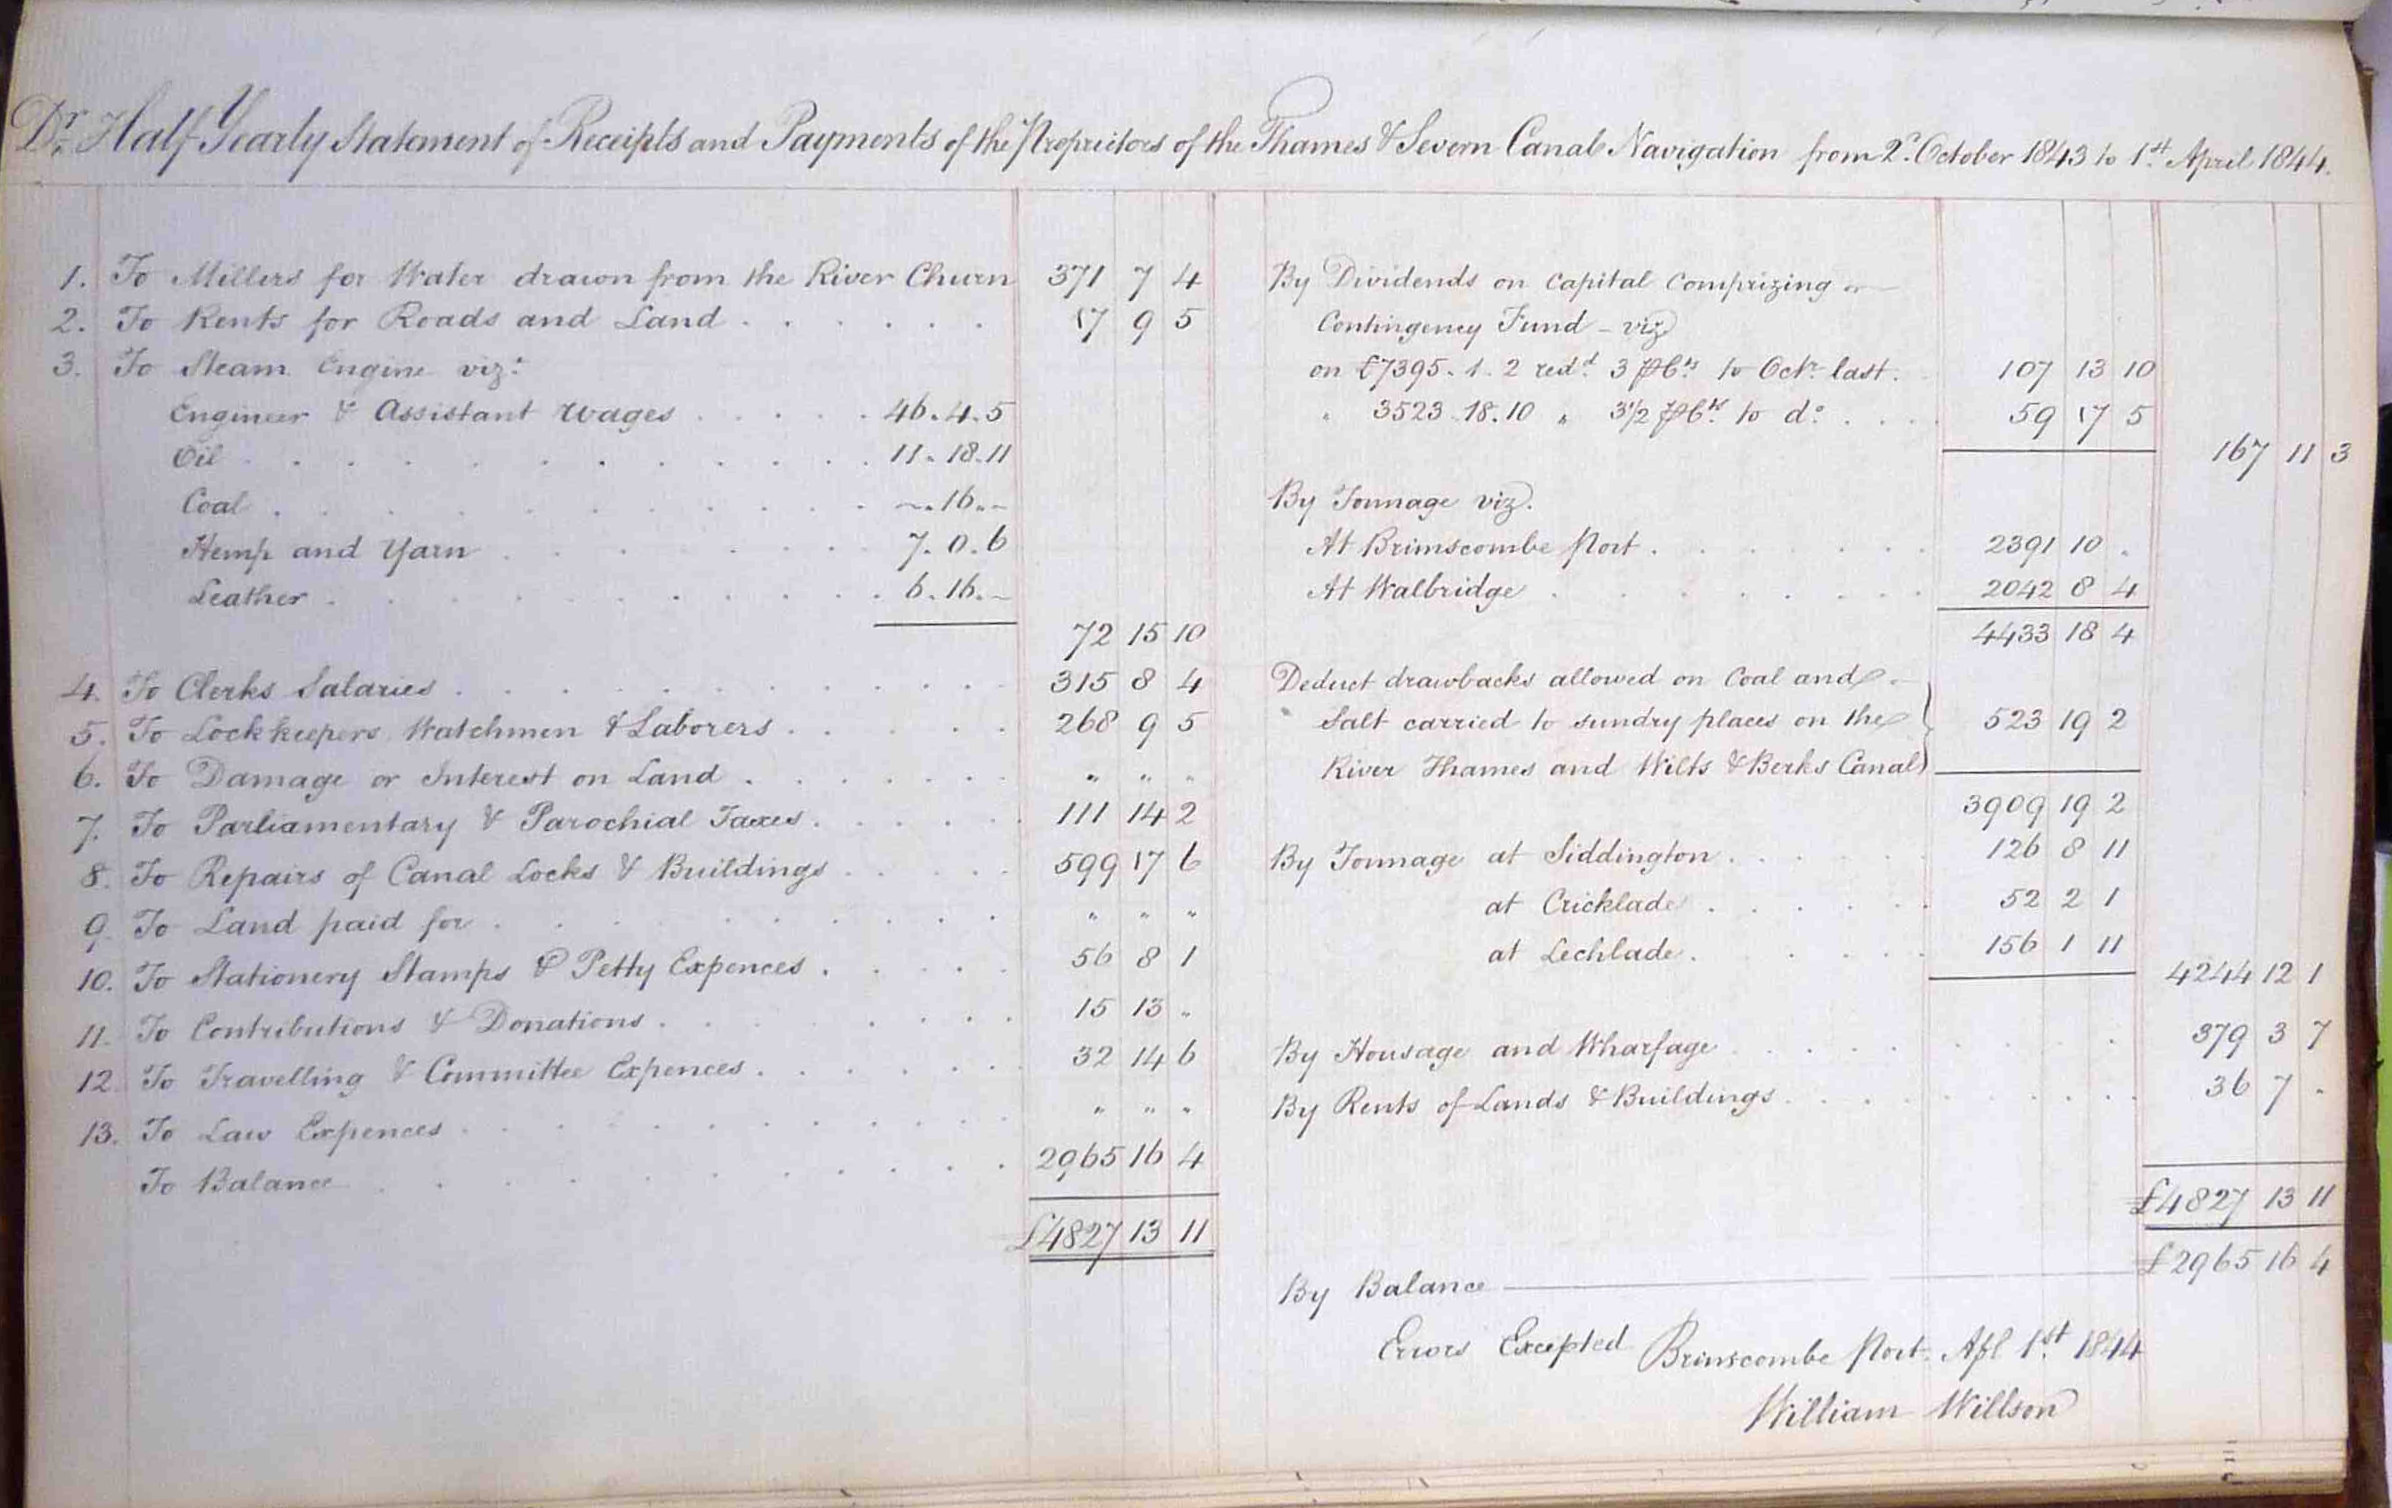 Dr. Half Yearly Statement of Receipts and Payments of the Proprietors of the Thames & Severn Canal Navigation from 2d. October 1843 to 1st. April 1844.
1. To Millers for Water drawn from the River Churn 371 7 4
2. To Rents for Roads and Land 17 9 5
3. To Steam Engine vizt
Engineer & Assistant Wages 46.4.5
Oil 11.18.11
Coal ~.16.~
Hemp and Yarn 7.0.6
Leather 6.16.~
72 15 10
4. To Clerks Salaries 315 8 4
5. To Lockkeepers Watchmen & Laborers 268 9 5
6. To Damage or Interest on Land " " "
7. To Parliamentary & Parochial Taxes 111 14 2
8. To Repairs of Canal Locks & Buildings 599 17 6
9. To Land paid for " " "
10. To Stationery Stamps & Petty Expences 56 8 1
11. To Contributions & Donations 15 13 "
12. To Travelling & Committee Expences 32 14 6
13. To Law Expences " " "
To Balance 2965 16 4
£4827 13 11
By Dividends on Capital Comprizing
Contingency Fund – viz
on £7395.1.2 redd. 3 ⅌Cts. to Octr. last. 107 13 10
" 3523.18.10 " 3½ ⅌Cts. to do. 59 17 5
167 11 3
By Tonnage viz.
At Brimscombe Port 2391 10 "
At Walbridge 2042 8 4
4433 18 4
Deduct drawbacks allowed on Coal and
Salt carried to sundry places on the 523 19 2
River Thames and Wilts & Berks Canal
3909 19 2
By Tonnage at Siddington 126 8 11
at Cricklade 52 2 1
at Lechlade 156 1 11
4244 12 1
By Housage and Wharfage 379 3 7
By Rents of Lands & Buildings 36 7 "
£4827 13 11
By Balance £2965 16 4
Errors Excepted Brimscombe Port. Apl 1st. 1844
William Willson